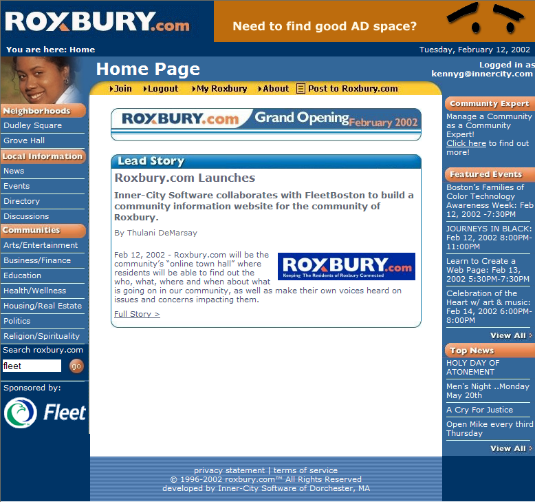 ROXBURY.com
Need to find good AD space?
You are here: Home
Tuesday, February 12, 2002
Home Page
Logged in as
kennyg@innercity.com
Join
Logout
My Roxbury
About
Post to Roxbury.com
Neighborhoods
Dudley Square
Grove Hall
Local Information
News
Events
Directory
Discussions
Communities
Arts/Entertainment
Business/Finance
Education
Health/Wellness
Housing/Real Estate
Politics
Religion/Spirituality
Search roxbury.com
fleet
go
Sponsored by:
Fleet
ROXBURY.com Grand Opening February 2002
Lead Story
Roxbury.com Launches
Inner-City Software collaborates with FleetBoston to build a
community information website for the community of
Roxbury.
By Thulani DeMarsay
Feb 12, 2002 - Roxbury.com will be the
community's "online town hall" where
residents will be able to find out the
who, what, where and when about what
is going on in our community, as well as make their own voices heard on
issues and concerns impacting them.
ROXBURY.com
Keeping The Residents of Roxbury Connected
Full Story >
Community Expert
Manage a Community
as a Community
Expert!
Click here to find out
more!
Featured Events
Boston's Families of
Color Technology
Awareness Week: Feb
12, 2002 -7:30PM
JOURNEYS IN BLACK:
Feb 12, 2002 8:00PM-
11:00PM
Learn to Create a
Web Page: Feb 13,
2002 5:30PM-7:30PM
Celebration of the
Heart w/ art & music:
Feb 14, 2002 6:00PM-
8:00PM
View All >
Top News
HOLY DAY OF
ATONEMENT
Men's Night ..Monday
May 20th
A Cry For Justice
Open Mike every third
Thursday
View All >
privacy statement | terms of service
© 1996-2002 roxbury.com™ All Rights Reserved
developed by Inner-City Software of Dorchester, MA